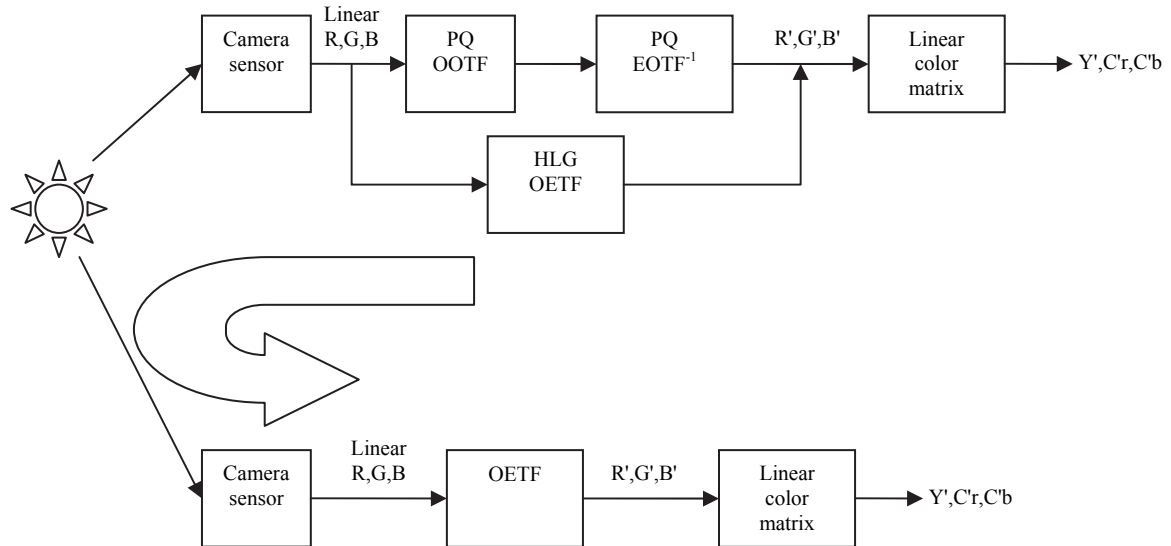 Linear
R,G,B
Camera
sensor
PQ
OOTF
PQ
EOTF⁻¹
R',G',B'
Linear
color
matrix
Y',C'r,C'b
HLG
OETF
Linear
R,G,B
Camera
sensor
OETF
R',G',B'
Linear
color
matrix
Y',C'r,C'b